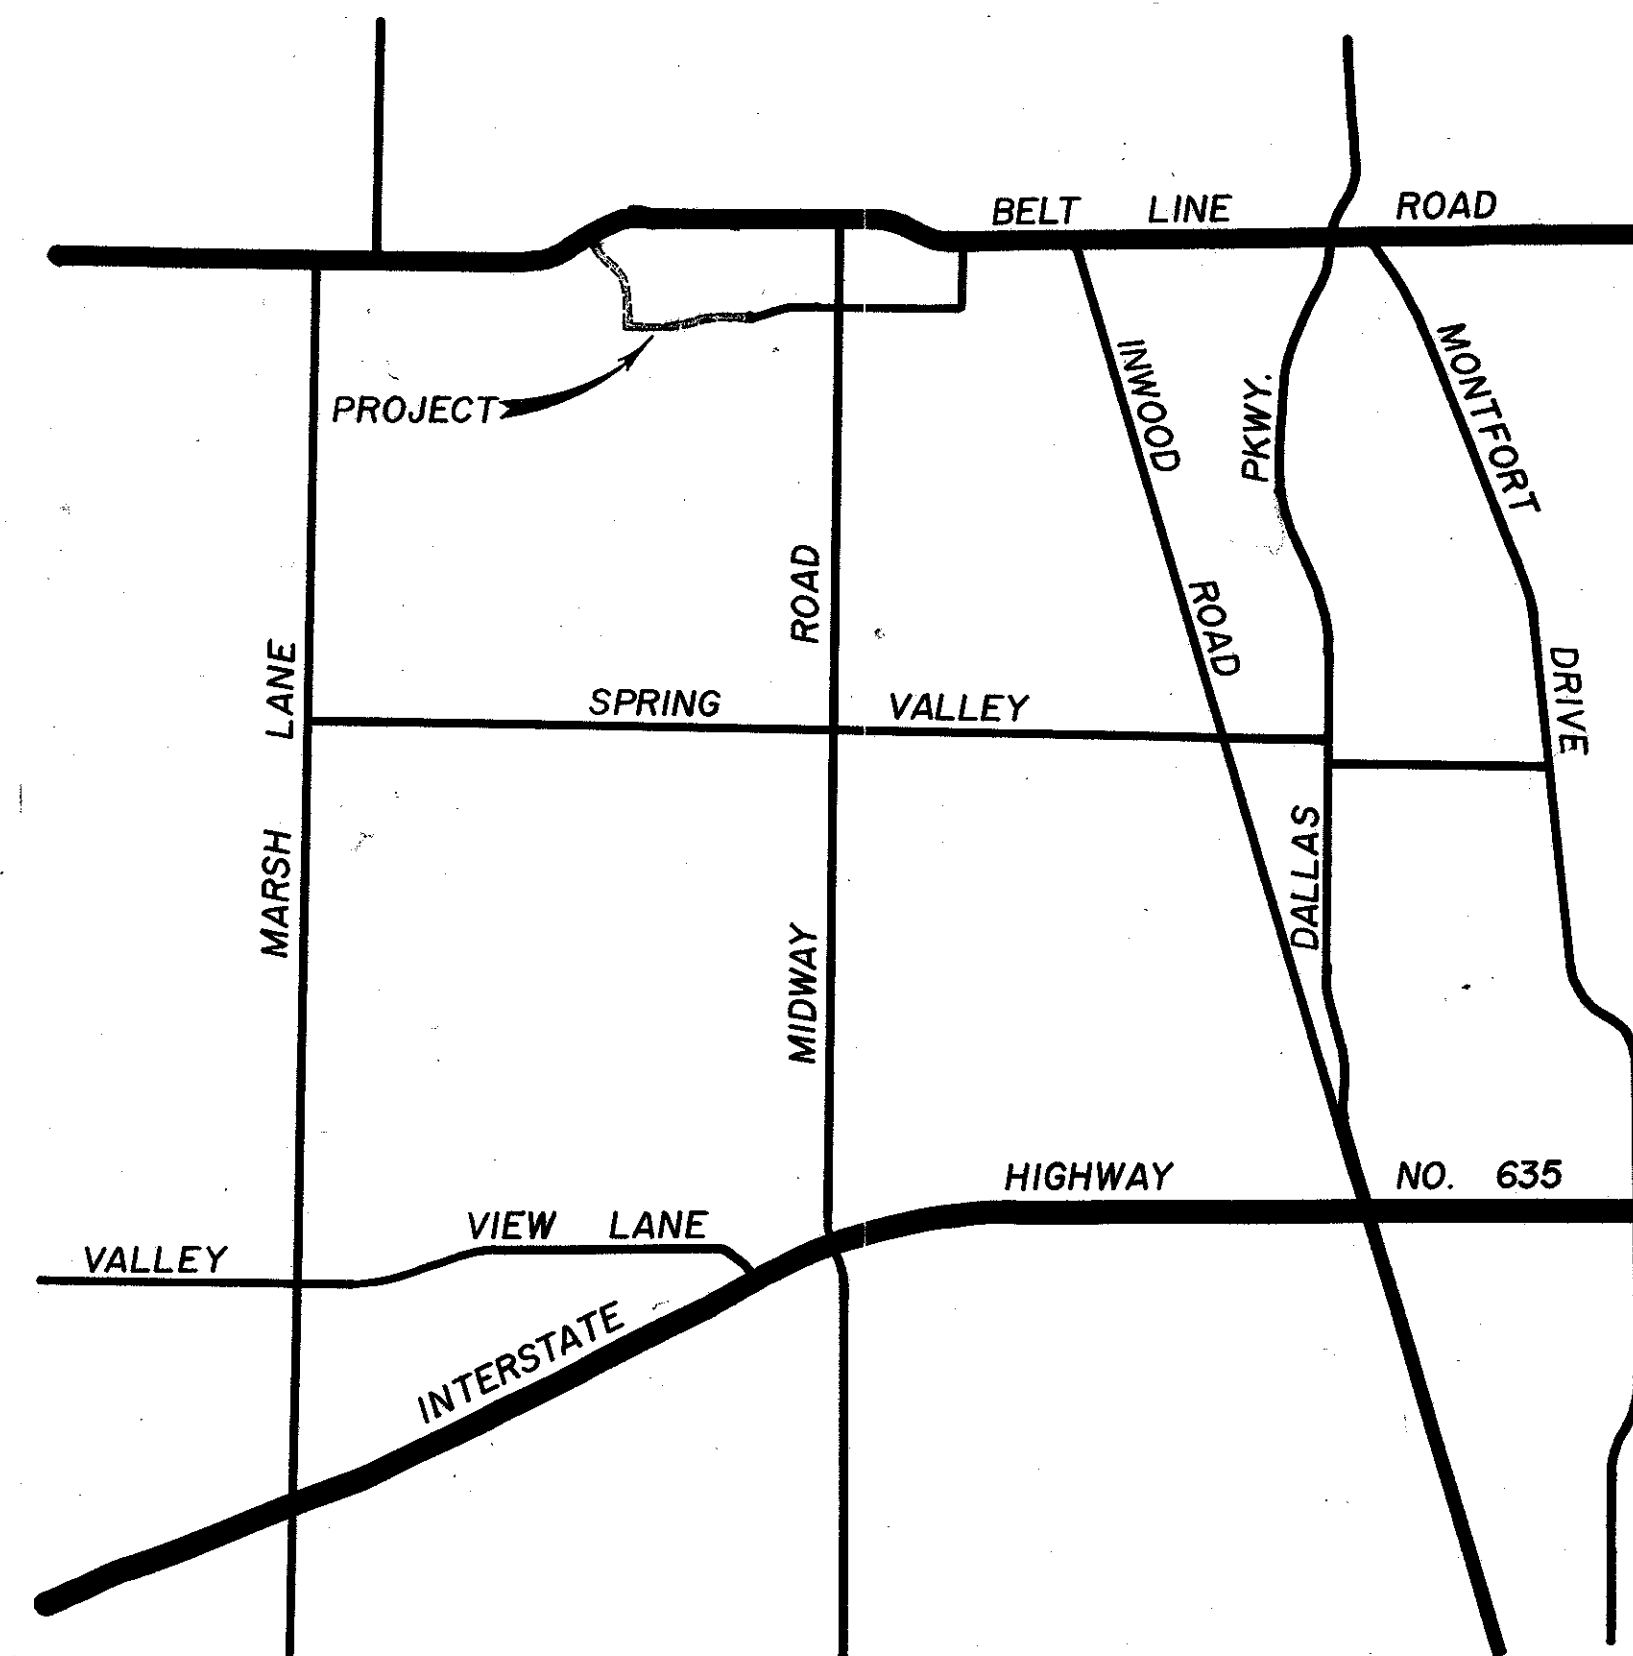 BELT LINE ROAD
PROJECT
INWOOD ROAD
DALLAS PKWY.
MONTFORT DRIVE
MARSH LANE
MIDWAY ROAD
SPRING VALLEY
INTERSTATE HIGHWAY NO. 635
VALLEY VIEW LANE